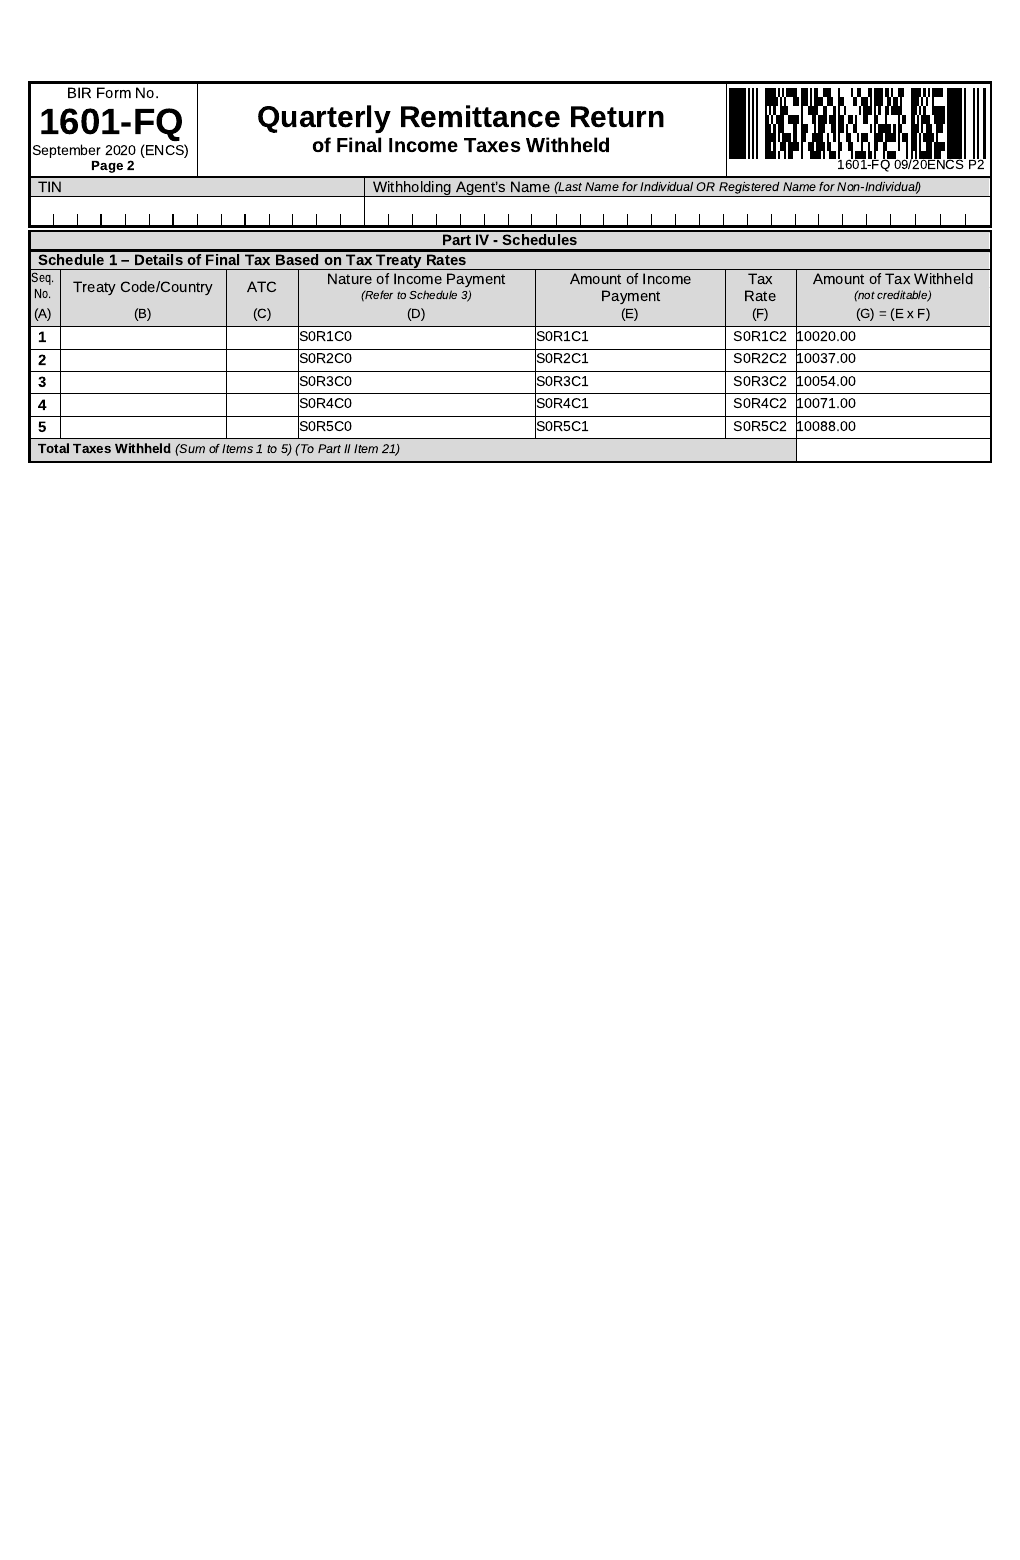 BIR Form No.
1601-FQ
September 2020 (ENCS)
Page 2
Quarterly Remittance Return
of Final Income Taxes Withheld
1601-FQ 09/20ENCS P2
TIN
Withholding Agent's Name (Last Name for Individual OR Registered Name for Non-Individual)
Part IV - Schedules
Schedule 1 – Details of Final Tax Based on Tax Treaty Rates
Seq. No. (A)
Treaty Code/Country (B)
ATC (C)
Nature of Income Payment (Refer to Schedule 3) (D)
Amount of Income Payment (E)
Tax Rate (F)
Amount of Tax Withheld (not creditable) (G) = (E x F)
1 S0R1C0 S0R1C1 S0R1C2 10020.00
2 S0R2C0 S0R2C1 S0R2C2 10037.00
3 S0R3C0 S0R3C1 S0R3C2 10054.00
4 S0R4C0 S0R4C1 S0R4C2 10071.00
5 S0R5C0 S0R5C1 S0R5C2 10088.00
Total Taxes Withheld (Sum of Items 1 to 5) (To Part II Item 21)